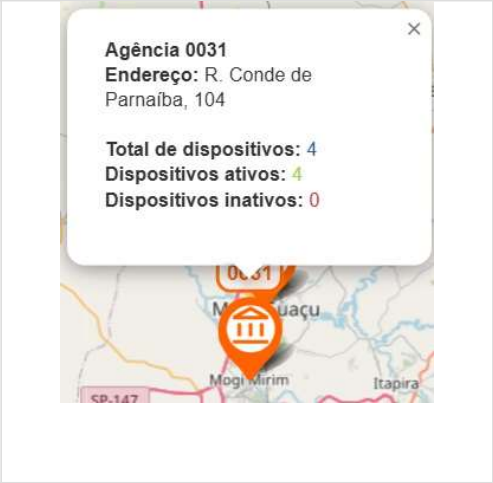 ×
Agência 0031
Endereço: R. Conde de
Parnaíba, 104
Total de dispositivos: 4
Dispositivos ativos: 4
Dispositivos inativos: 0
0031
Mogi Mirim
Itapira
SP-147